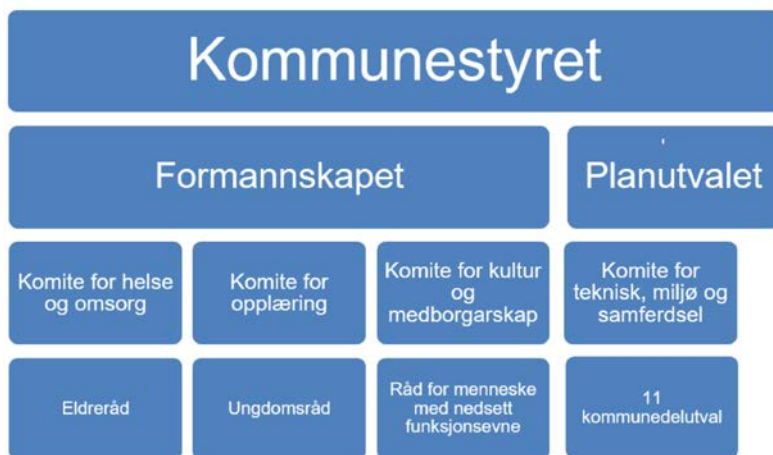 Kommunestyret
Formannskapet
Planutvalet
Komite for helse
og omsorg
Komite for
opplæring
Komite for kultur
og
medborgarskap
Komite for
teknisk, miljø og
samferdsel
Eldreråd
Ungdomsråd
Råd for menneske
med nedsett
funksjonsevne
11
kommunedelutval